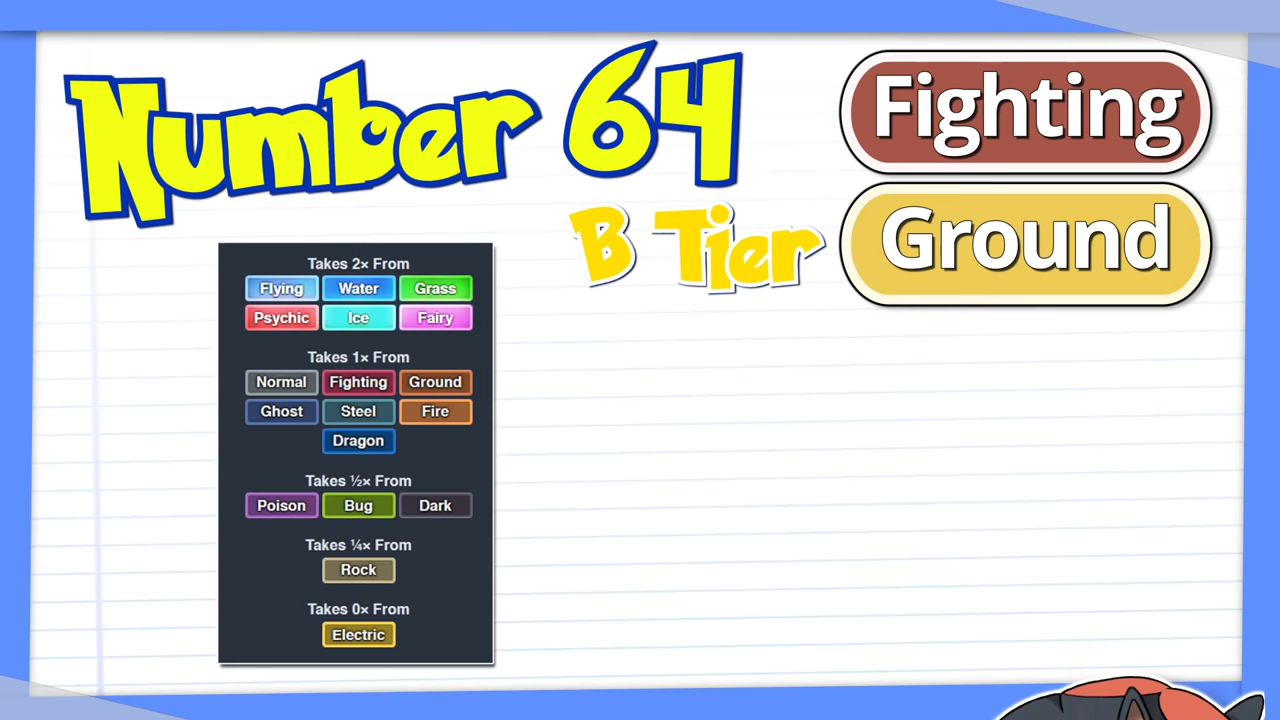 Number 64
B Tier
Fighting
Ground
Takes 2× From
Flying Water Grass
Psychic Ice Fairy
Takes 1× From
Normal Fighting Ground
Ghost Steel Fire
Dragon
Takes ½× From
Poison Bug Dark
Takes ¼× From
Rock
Takes 0× From
Electric